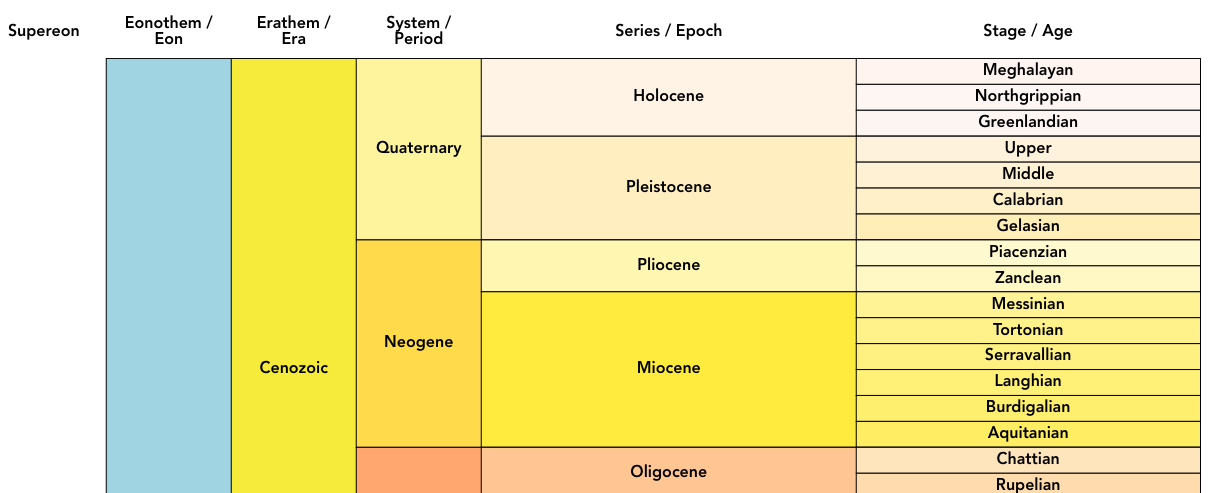 Supereon
Eonothem /
Eon
Erathem /
Era
System /
Period
Series / Epoch
Stage / Age
Cenozoic
Quaternary
Holocene
Meghalayan
Northgrippian
Greenlandian
Pleistocene
Upper
Middle
Calabrian
Gelasian
Neogene
Pliocene
Piacenzian
Zanclean
Miocene
Messinian
Tortonian
Serravallian
Langhian
Burdigalian
Aquitanian
Oligocene
Chattian
Rupelian